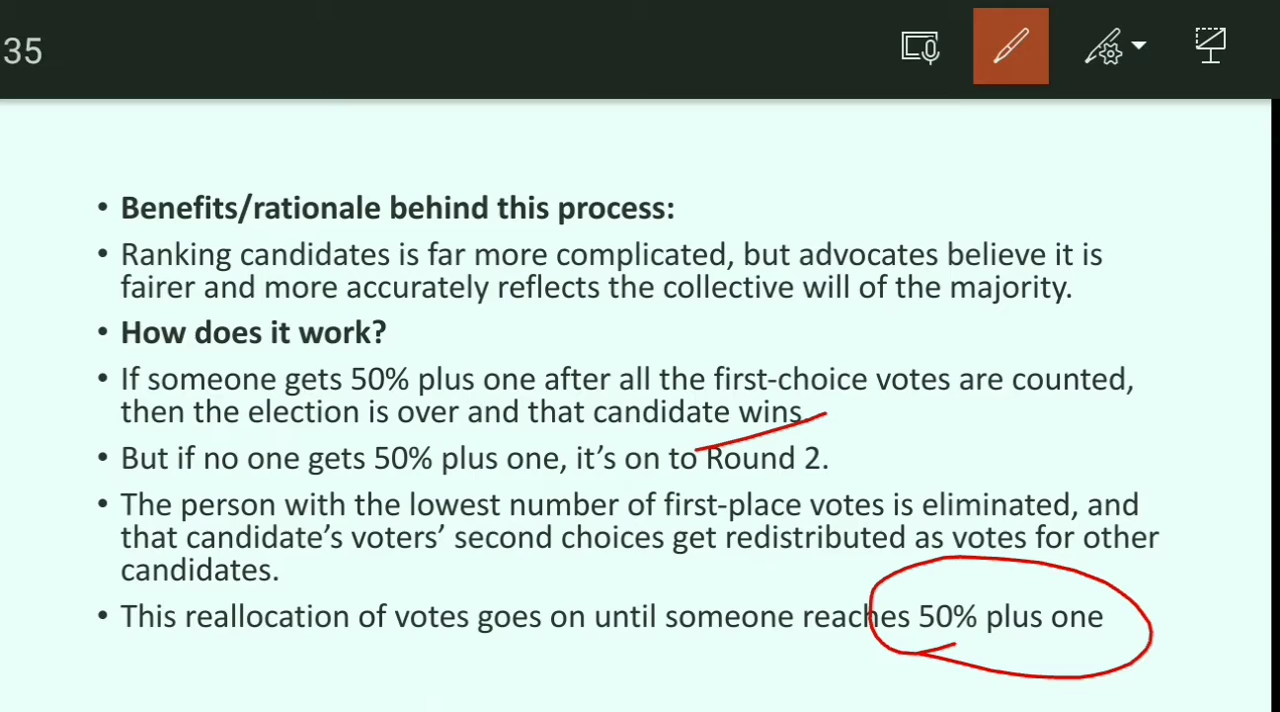 35
• Benefits/rationale behind this process:
• Ranking candidates is far more complicated, but advocates believe it is
fairer and more accurately reflects the collective will of the majority.
• How does it work?
• If someone gets 50% plus one after all the first-choice votes are counted,
then the election is over and that candidate wins.
• But if no one gets 50% plus one, it’s on to Round 2.
• The person with the lowest number of first-place votes is eliminated, and
that candidate’s voters’ second choices get redistributed as votes for other
candidates.
• This reallocation of votes goes on until someone reaches 50% plus one